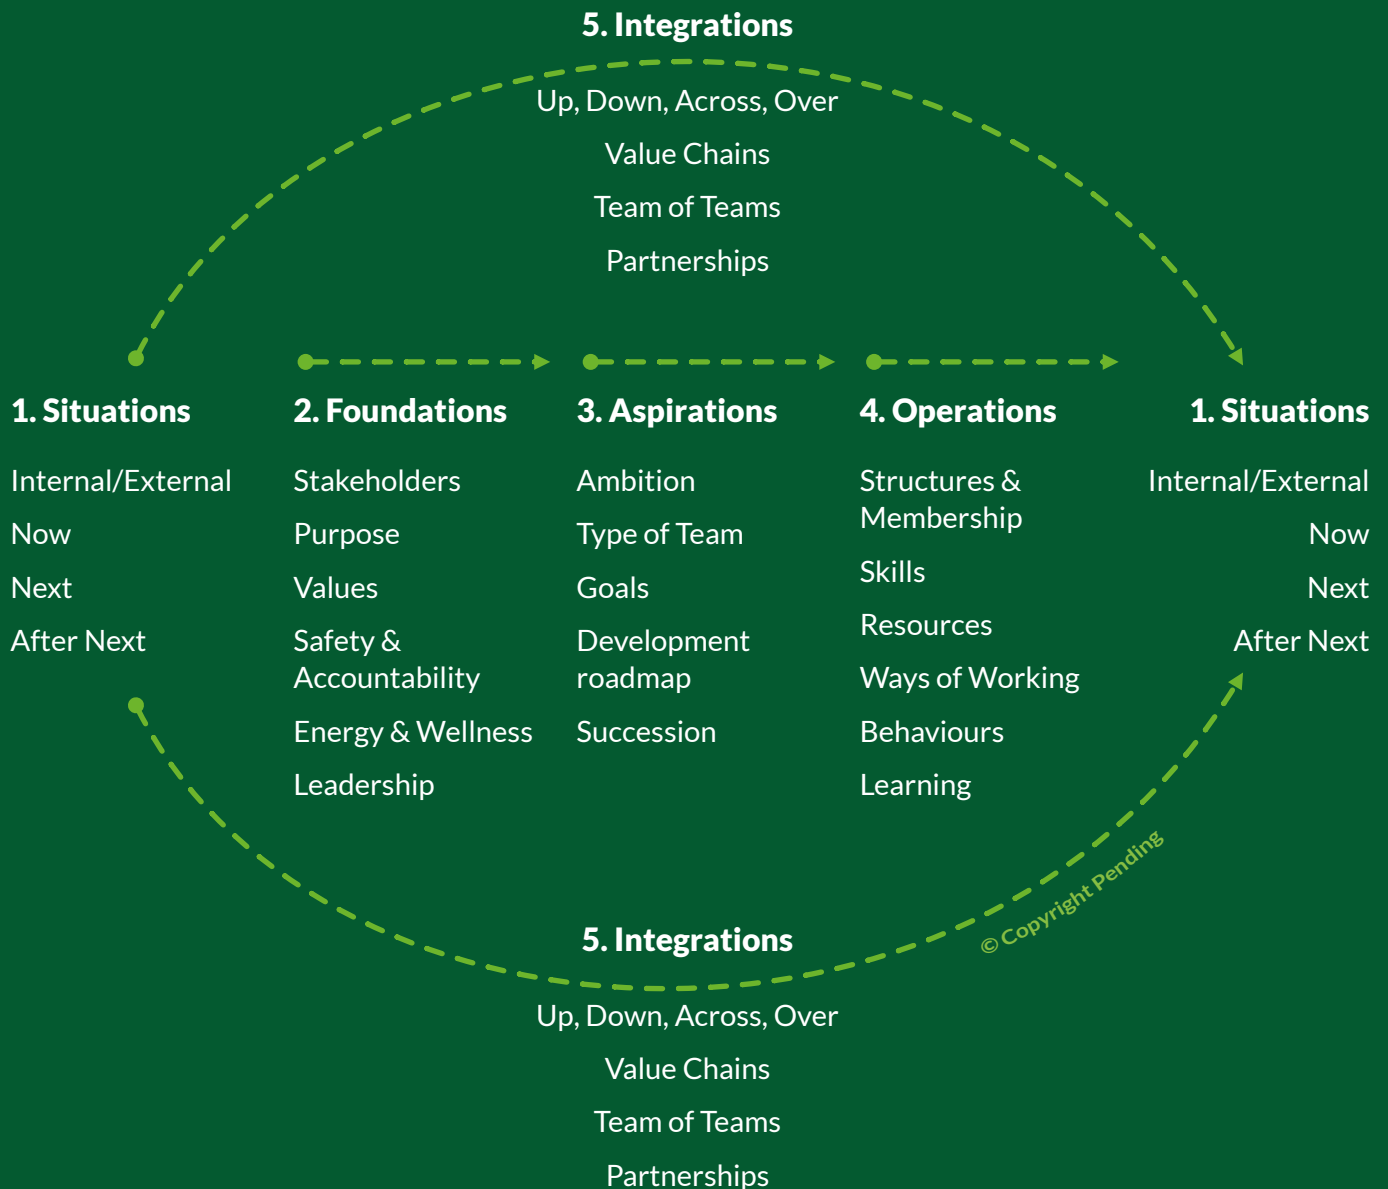 5. Integrations
Up, Down, Across, Over
Value Chains
Team of Teams
Partnerships
1. Situations
Internal/External
Now
Next
After Next
2. Foundations
Stakeholders
Purpose
Values
Safety &
Accountability
Energy & Wellness
Leadership
3. Aspirations
Ambition
Type of Team
Goals
Development
roadmap
Succession
4. Operations
Structures &
Membership
Skills
Resources
Ways of Working
Behaviours
Learning
1. Situations
Internal/External
Now
Next
After Next
© Copyright Pending
5. Integrations
Up, Down, Across, Over
Value Chains
Team of Teams
Partnerships